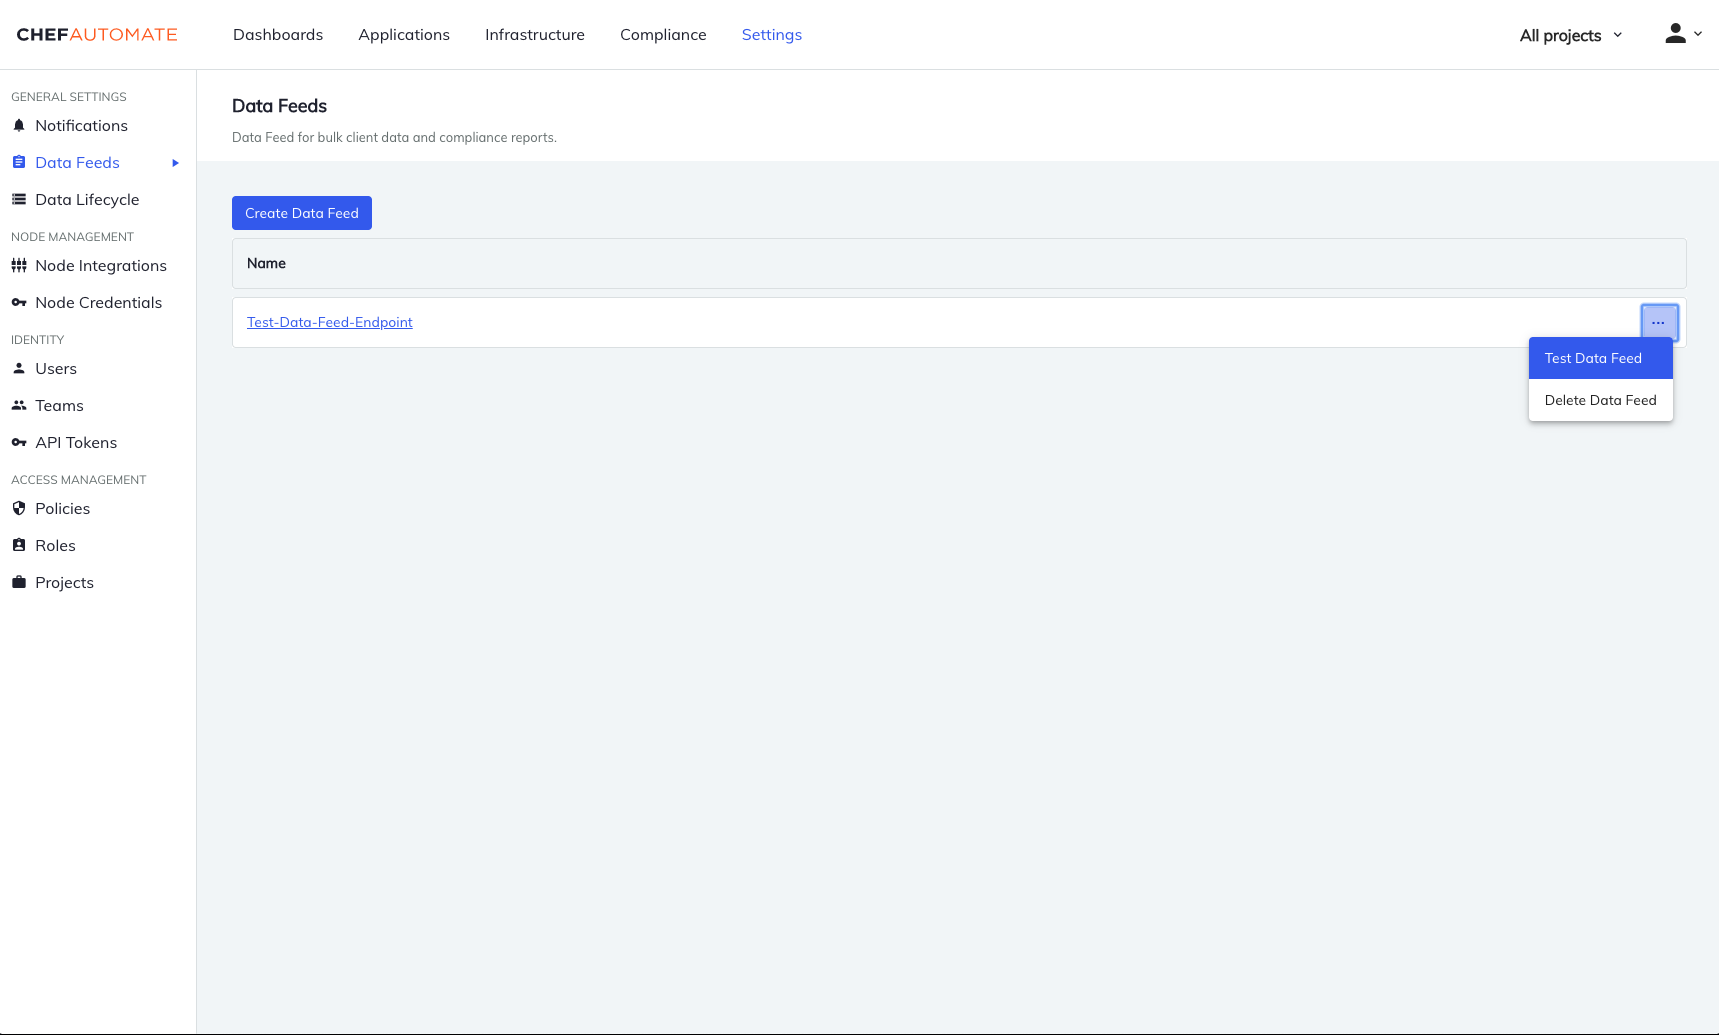 CHEFAUTOMATE
Dashboards Applications Infrastructure Compliance Settings
All projects
GENERAL SETTINGS
Notifications
Data Feeds
Data Lifecycle
NODE MANAGEMENT
Node Integrations
Node Credentials
IDENTITY
Users
Teams
API Tokens
ACCESS MANAGEMENT
Policies
Roles
Projects
Data Feeds
Data Feed for bulk client data and compliance reports.
Create Data Feed
Name
Test-Data-Feed-Endpoint
...
Test Data Feed
Delete Data Feed